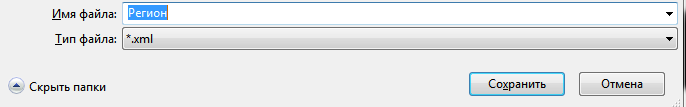 Имя файла: Регион
Тип файла: *.xml
Скрыть папки Сохранить Отмена